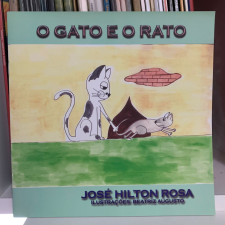 O GATO E O RATO
JOSÉ HILTON ROSA
ILUSTRAÇÕES: BEATRIZ AUGUSTO